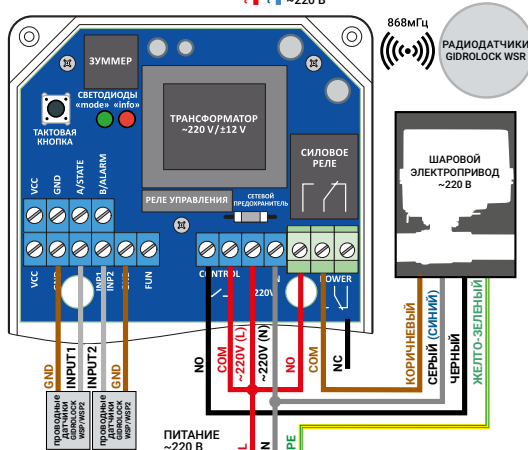 ~220 В
868мГц
РАДИОДАТЧИКИ
GIDROLOCK WSR
ЗУММЕР
СВЕТОДИОДЫ
«mode» «info»
ТАКТОВАЯ
КНОПКА
ТРАНСФОРМАТОР
~220 V/±12 V
СИЛОВОЕ
РЕЛЕ
ШАРОВОЙ
ЭЛЕКТРОПРИВОД
~220 В
VCC
GND
A/STATE
B/ALARM
РЕЛЕ УПРАВЛЕНИЯ
СЕТЕВОЙ
ПРЕДОХРАНИТЕЛЬ
VCC
INP1
INP2
FUN
CONTROL
220V
N
POWER
GND
INPUT1
INPUT2
GND
NO
COM
~220V (L)
~220V (N)
NO
COM
NC
КОРИЧНЕВЫЙ
СЕРЫЙ (СИНИЙ)
ЧЕРНЫЙ
ЖЕЛТО-ЗЕЛЕНЫЙ
проводные
датчики
GIDROLOCK
WSP/WSP2
проводные
датчики
GIDROLOCK
WSP/WSP2
ПИТАНИЕ
~220 В
L
N
PE